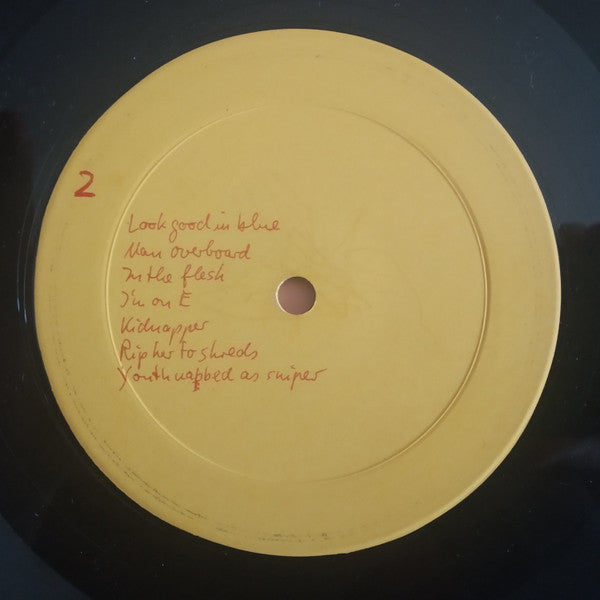 2
Look good in blue
Man overboard
In the flesh
I'm on E
Kidnapper
Rip her to shreds
Youth nabbed as sniper